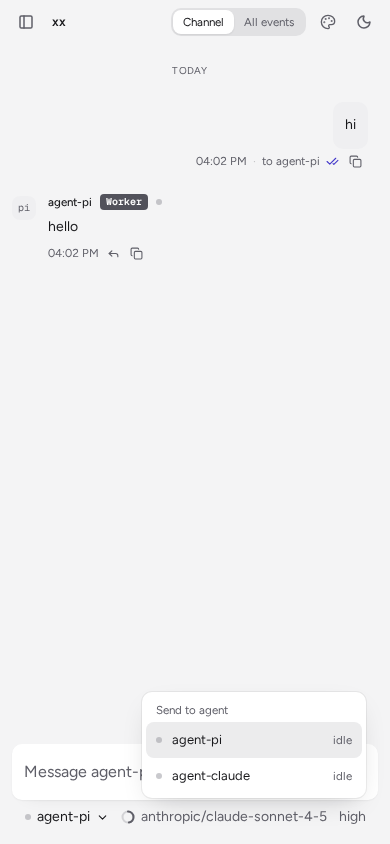 xx
Channel All events
TODAY
hi
04:02 PM · to agent-pi
pi agent-pi Worker
hello
04:02 PM
Send to agent
agent-pi idle
agent-claude idle
Message agent-p
agent-pi anthropic/claude-sonnet-4-5 high